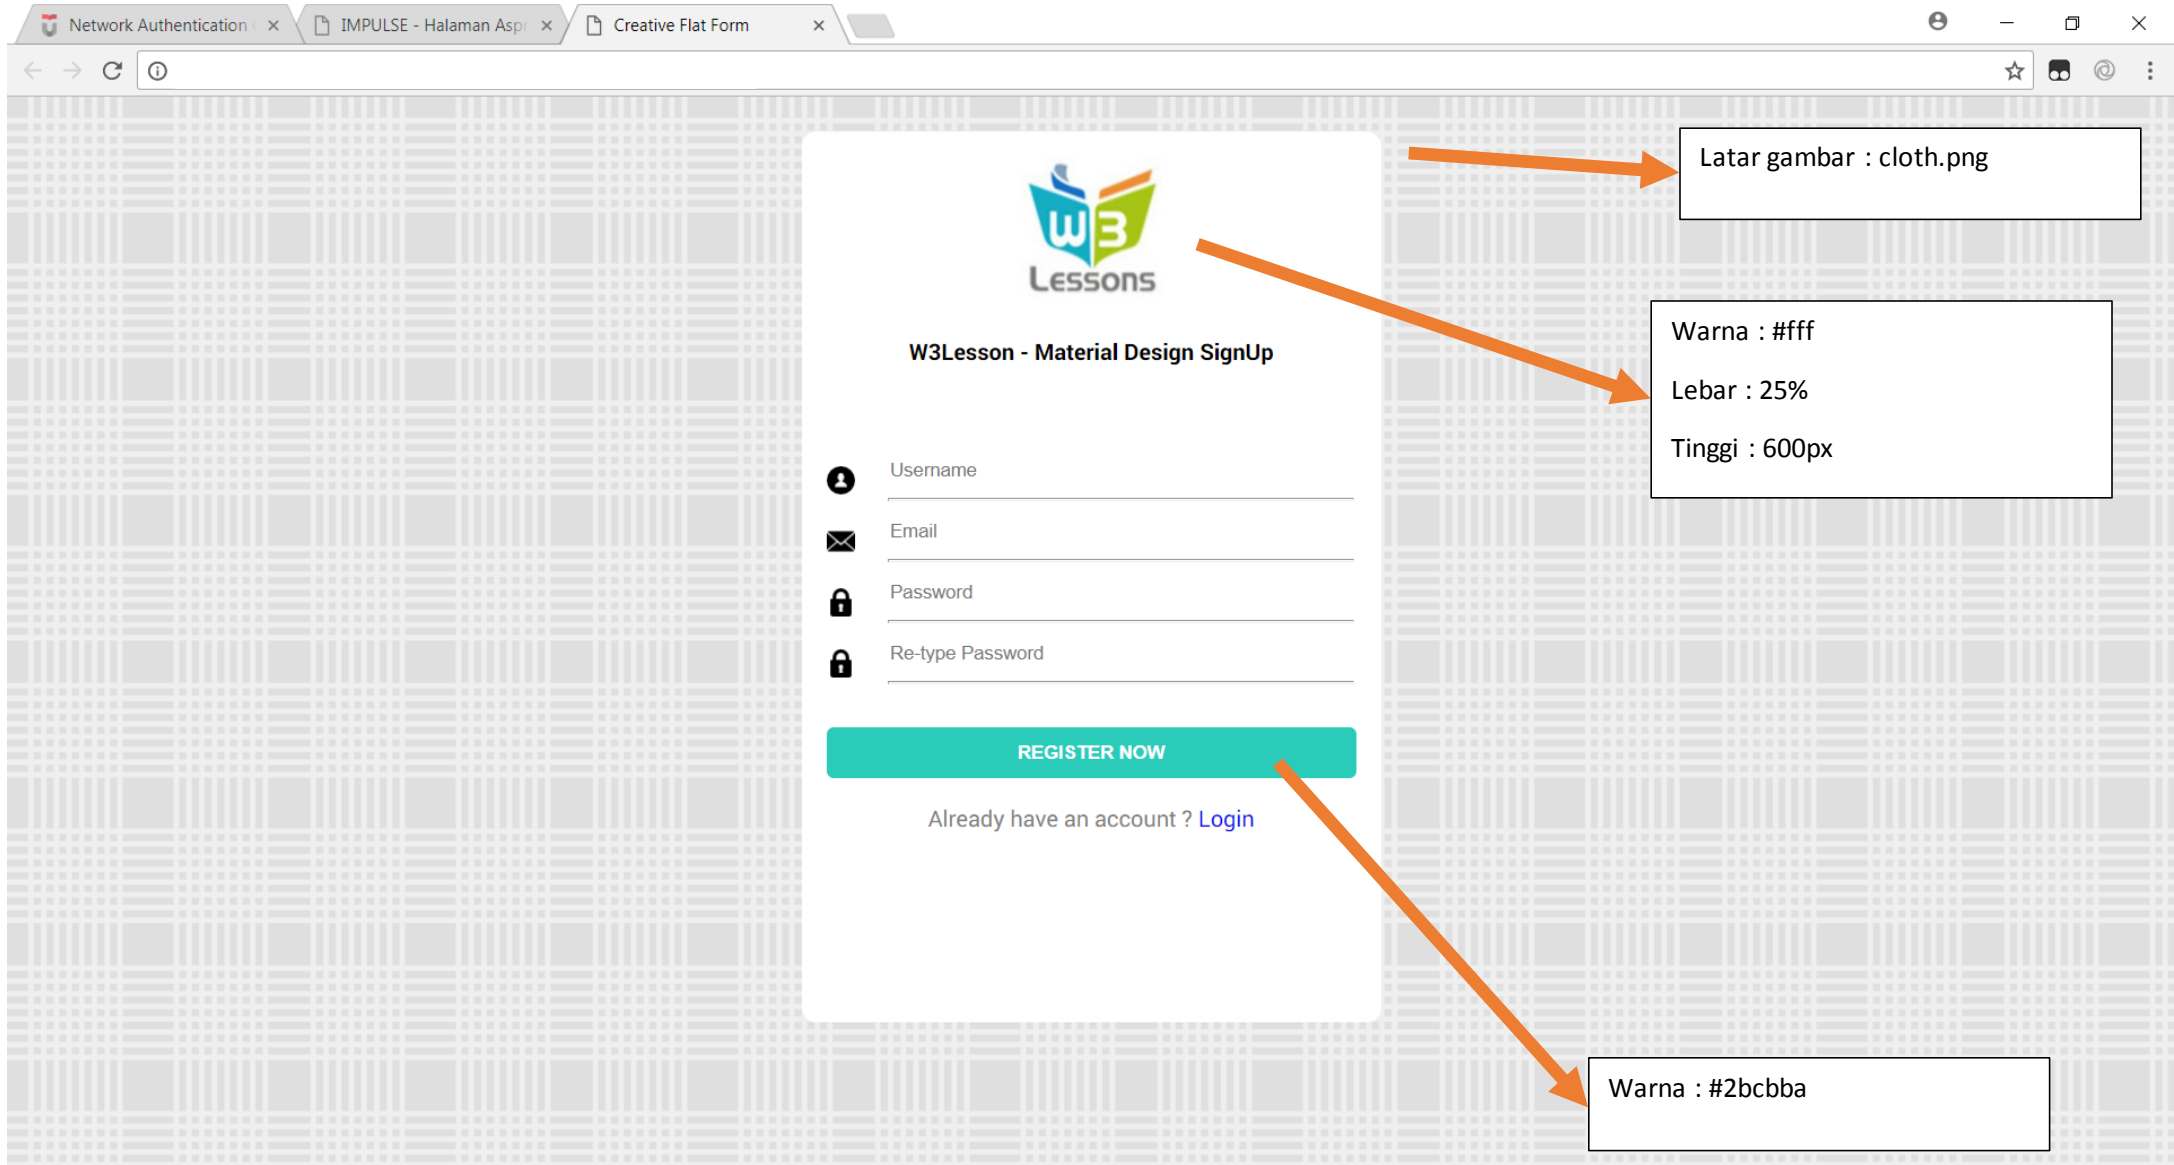 Network Authentication
IMPULSE - Halaman Asp
Creative Flat Form
Latar gambar : cloth.png
W3
Lessons
Warna : #fff
Lebar : 25%
Tinggi : 600px
W3Lesson - Material Design SignUp
Username
Email
Password
Re-type Password
REGISTER NOW
Already have an account ? Login
Warna : #2bcbba